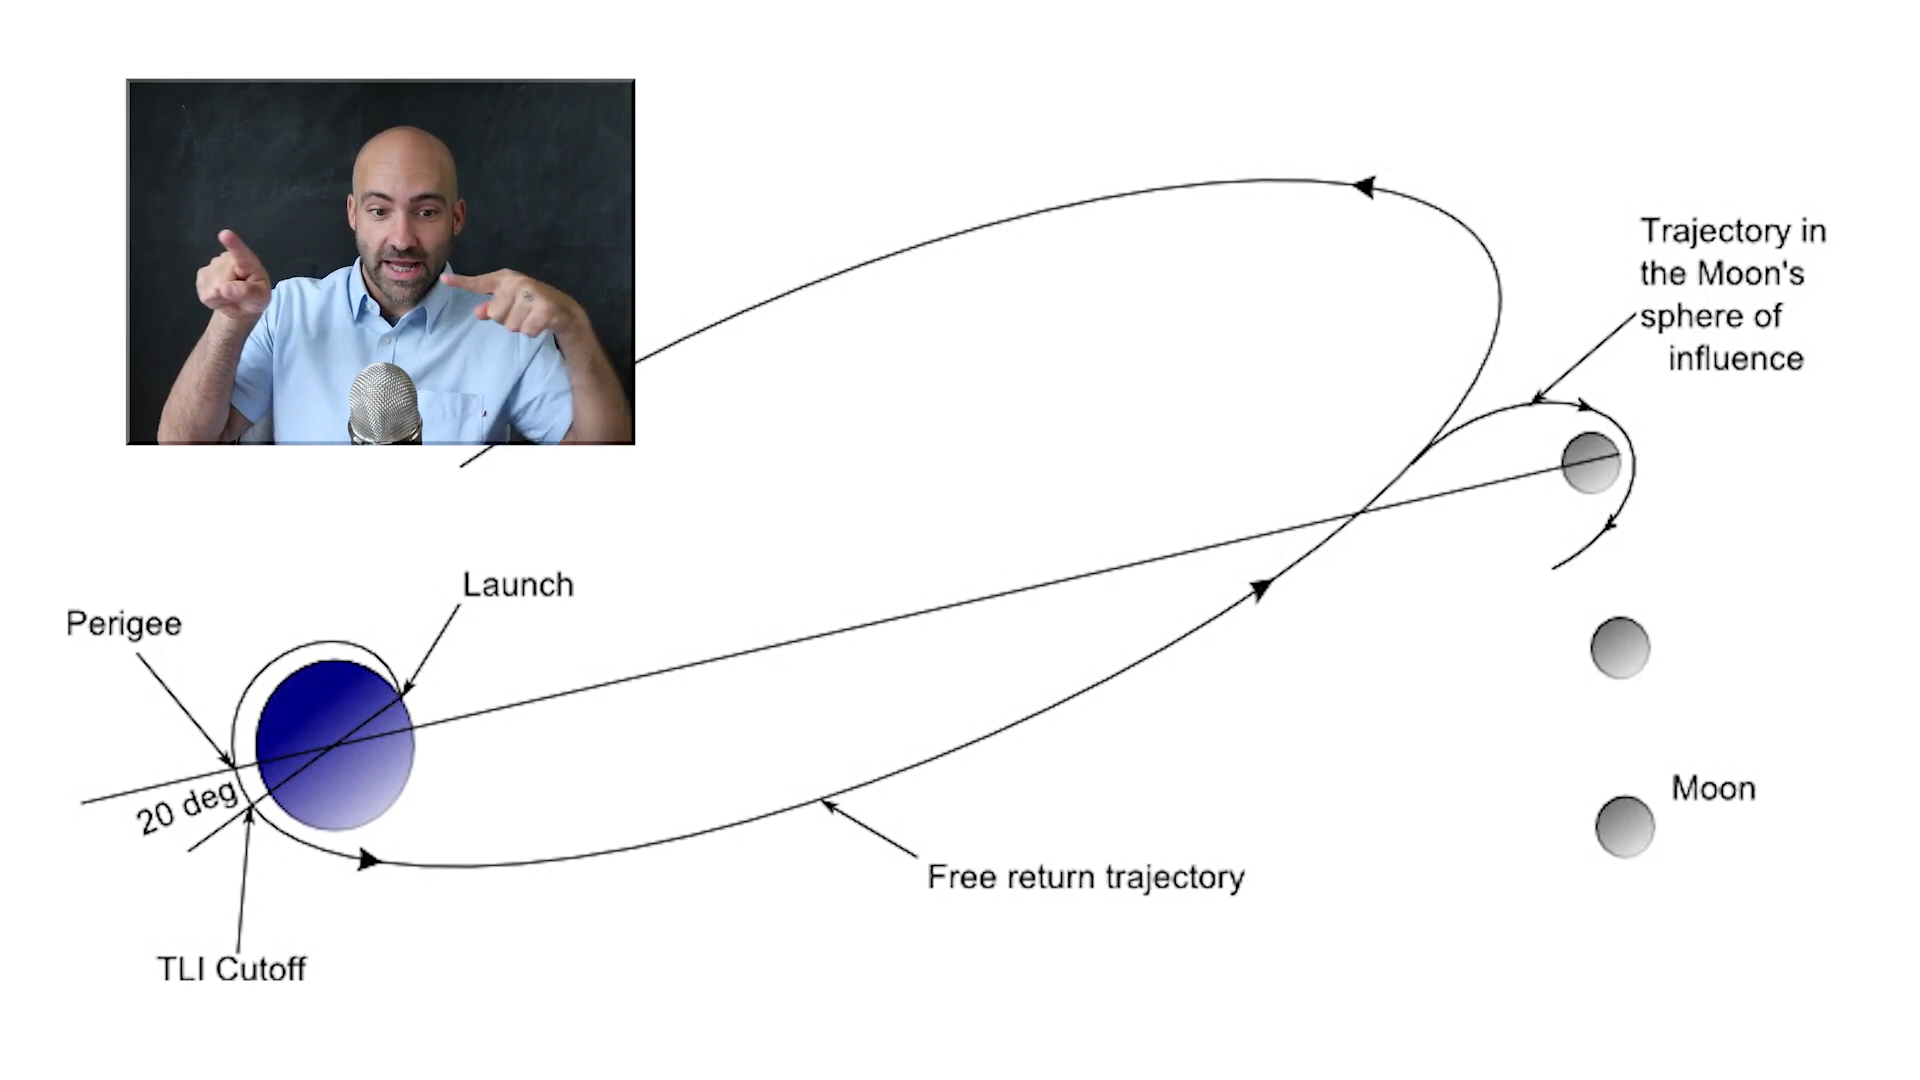 Trajectory in
the Moon's
sphere of
influence
Launch
Perigee
20 deg
Moon
Free return trajectory
TLI Cutoff